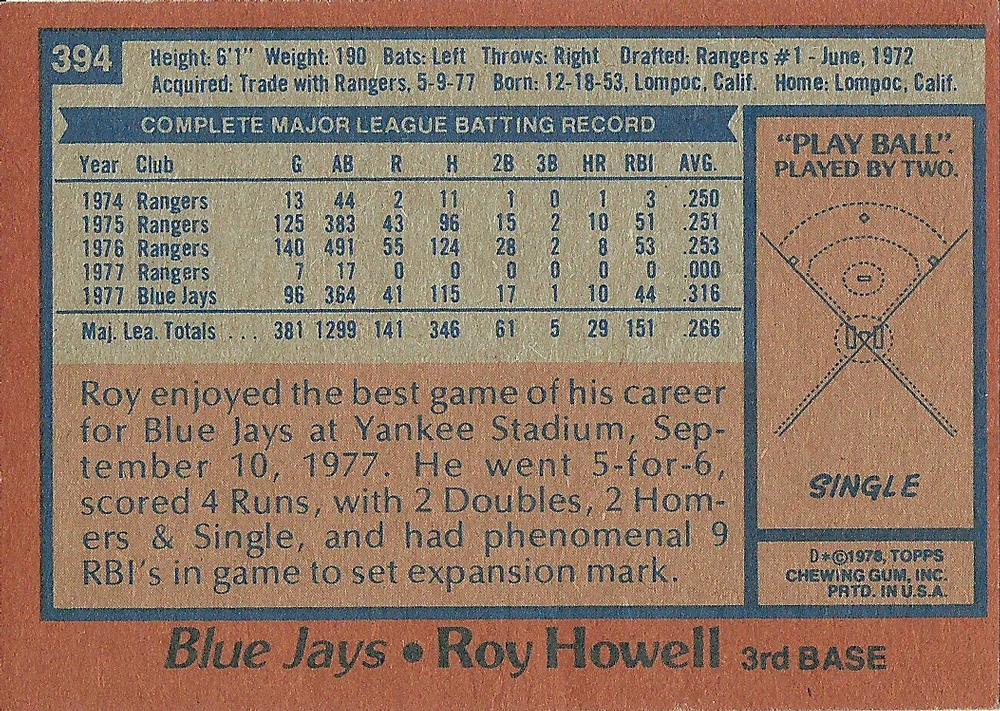 394
Height: 6'1" Weight: 190 Bats: Left Throws: Right Drafted: Rangers #1 - June, 1972
Acquired: Trade with Rangers, 5-9-77 Born: 12-18-53, Lompoc, Calif. Home: Lompoc, Calif.
COMPLETE MAJOR LEAGUE BATTING RECORD
Year Club G AB R H 2B 3B HR RBI AVG.
1974 Rangers 13 44 2 11 1 0 1 3 .250
1975 Rangers 125 383 43 96 15 2 10 51 .251
1976 Rangers 140 491 55 124 28 2 8 53 .253
1977 Rangers 7 17 0 0 0 0 0 0 .000
1977 Blue Jays 96 364 41 115 17 1 10 44 .316
Maj. Lea. Totals . . . 381 1299 141 346 61 5 29 151 .266
Roy enjoyed the best game of his career
for Blue Jays at Yankee Stadium, Sep-
tember 10, 1977. He went 5-for-6,
scored 4 Runs, with 2 Doubles, 2 Hom-
ers & Single, and had phenomenal 9
RBI's in game to set expansion mark.
"PLAY BALL".
PLAYED BY TWO.
SINGLE
D*©1978, TOPPS
CHEWING GUM, INC.
PRTD. IN U.S.A.
Blue Jays • Roy Howell 3rd BASE